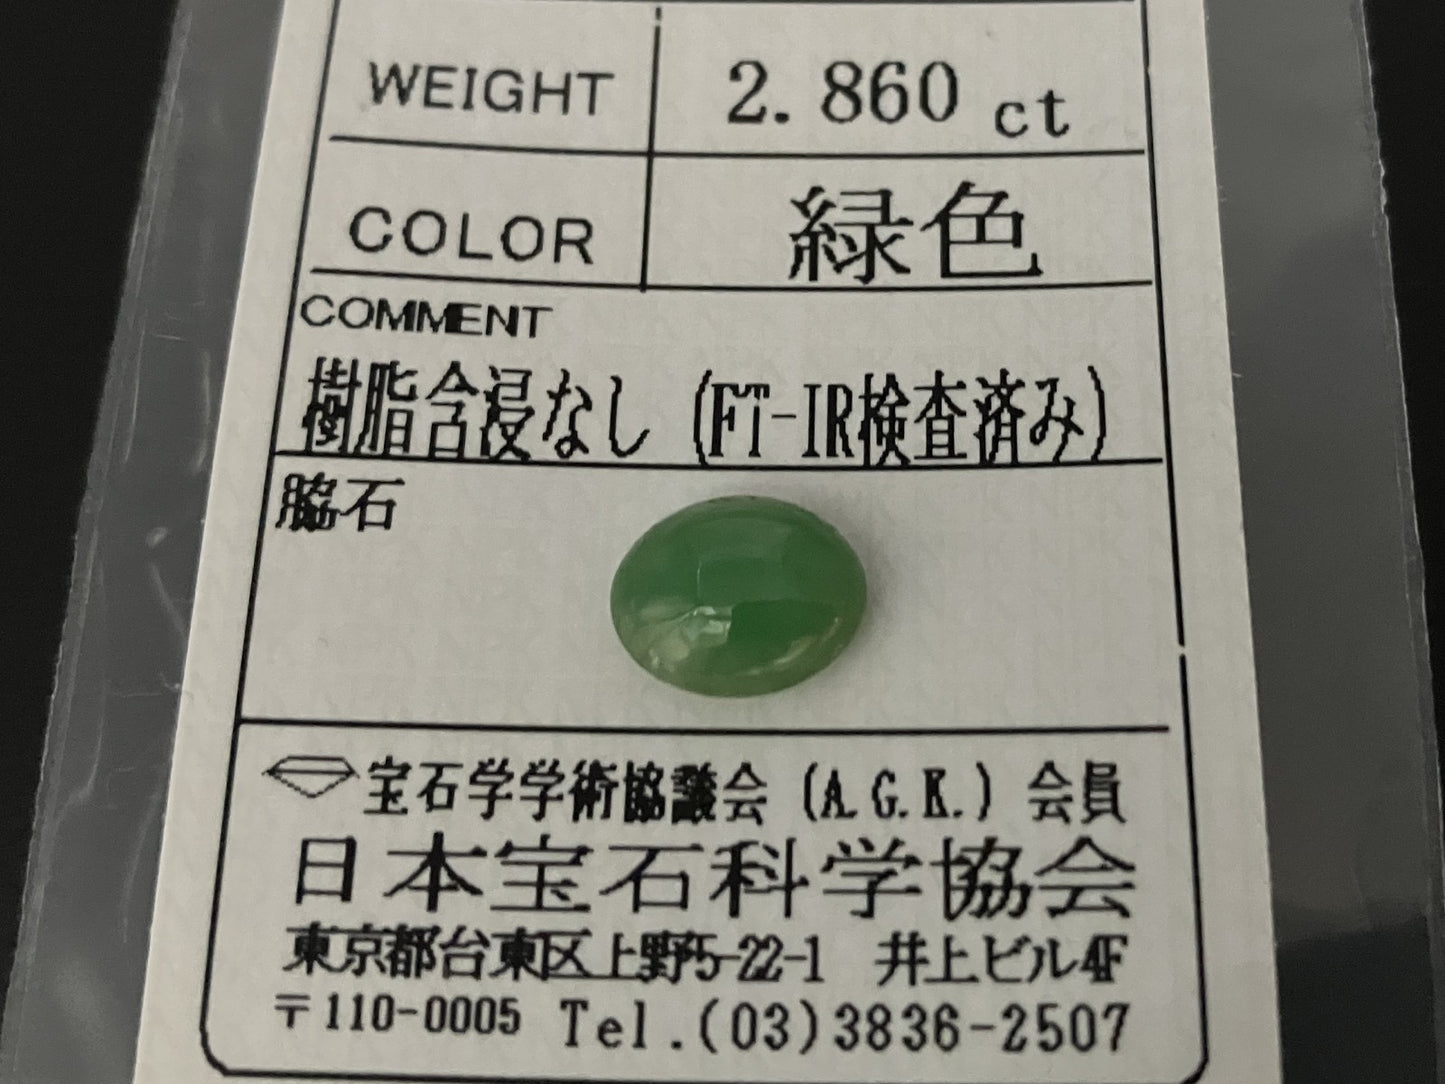 WEIGHT 2.860 ct
COLOR 緑色
COMMENT
樹脂含浸なし (FT-IR検査済み)
脇石
宝石学学術協議会 (A.G.K.) 会員
日本宝石科学協会
東京都台東区上野5-22-1 井上ビル4F
〒110-0005 Tel.(03)3836-2507